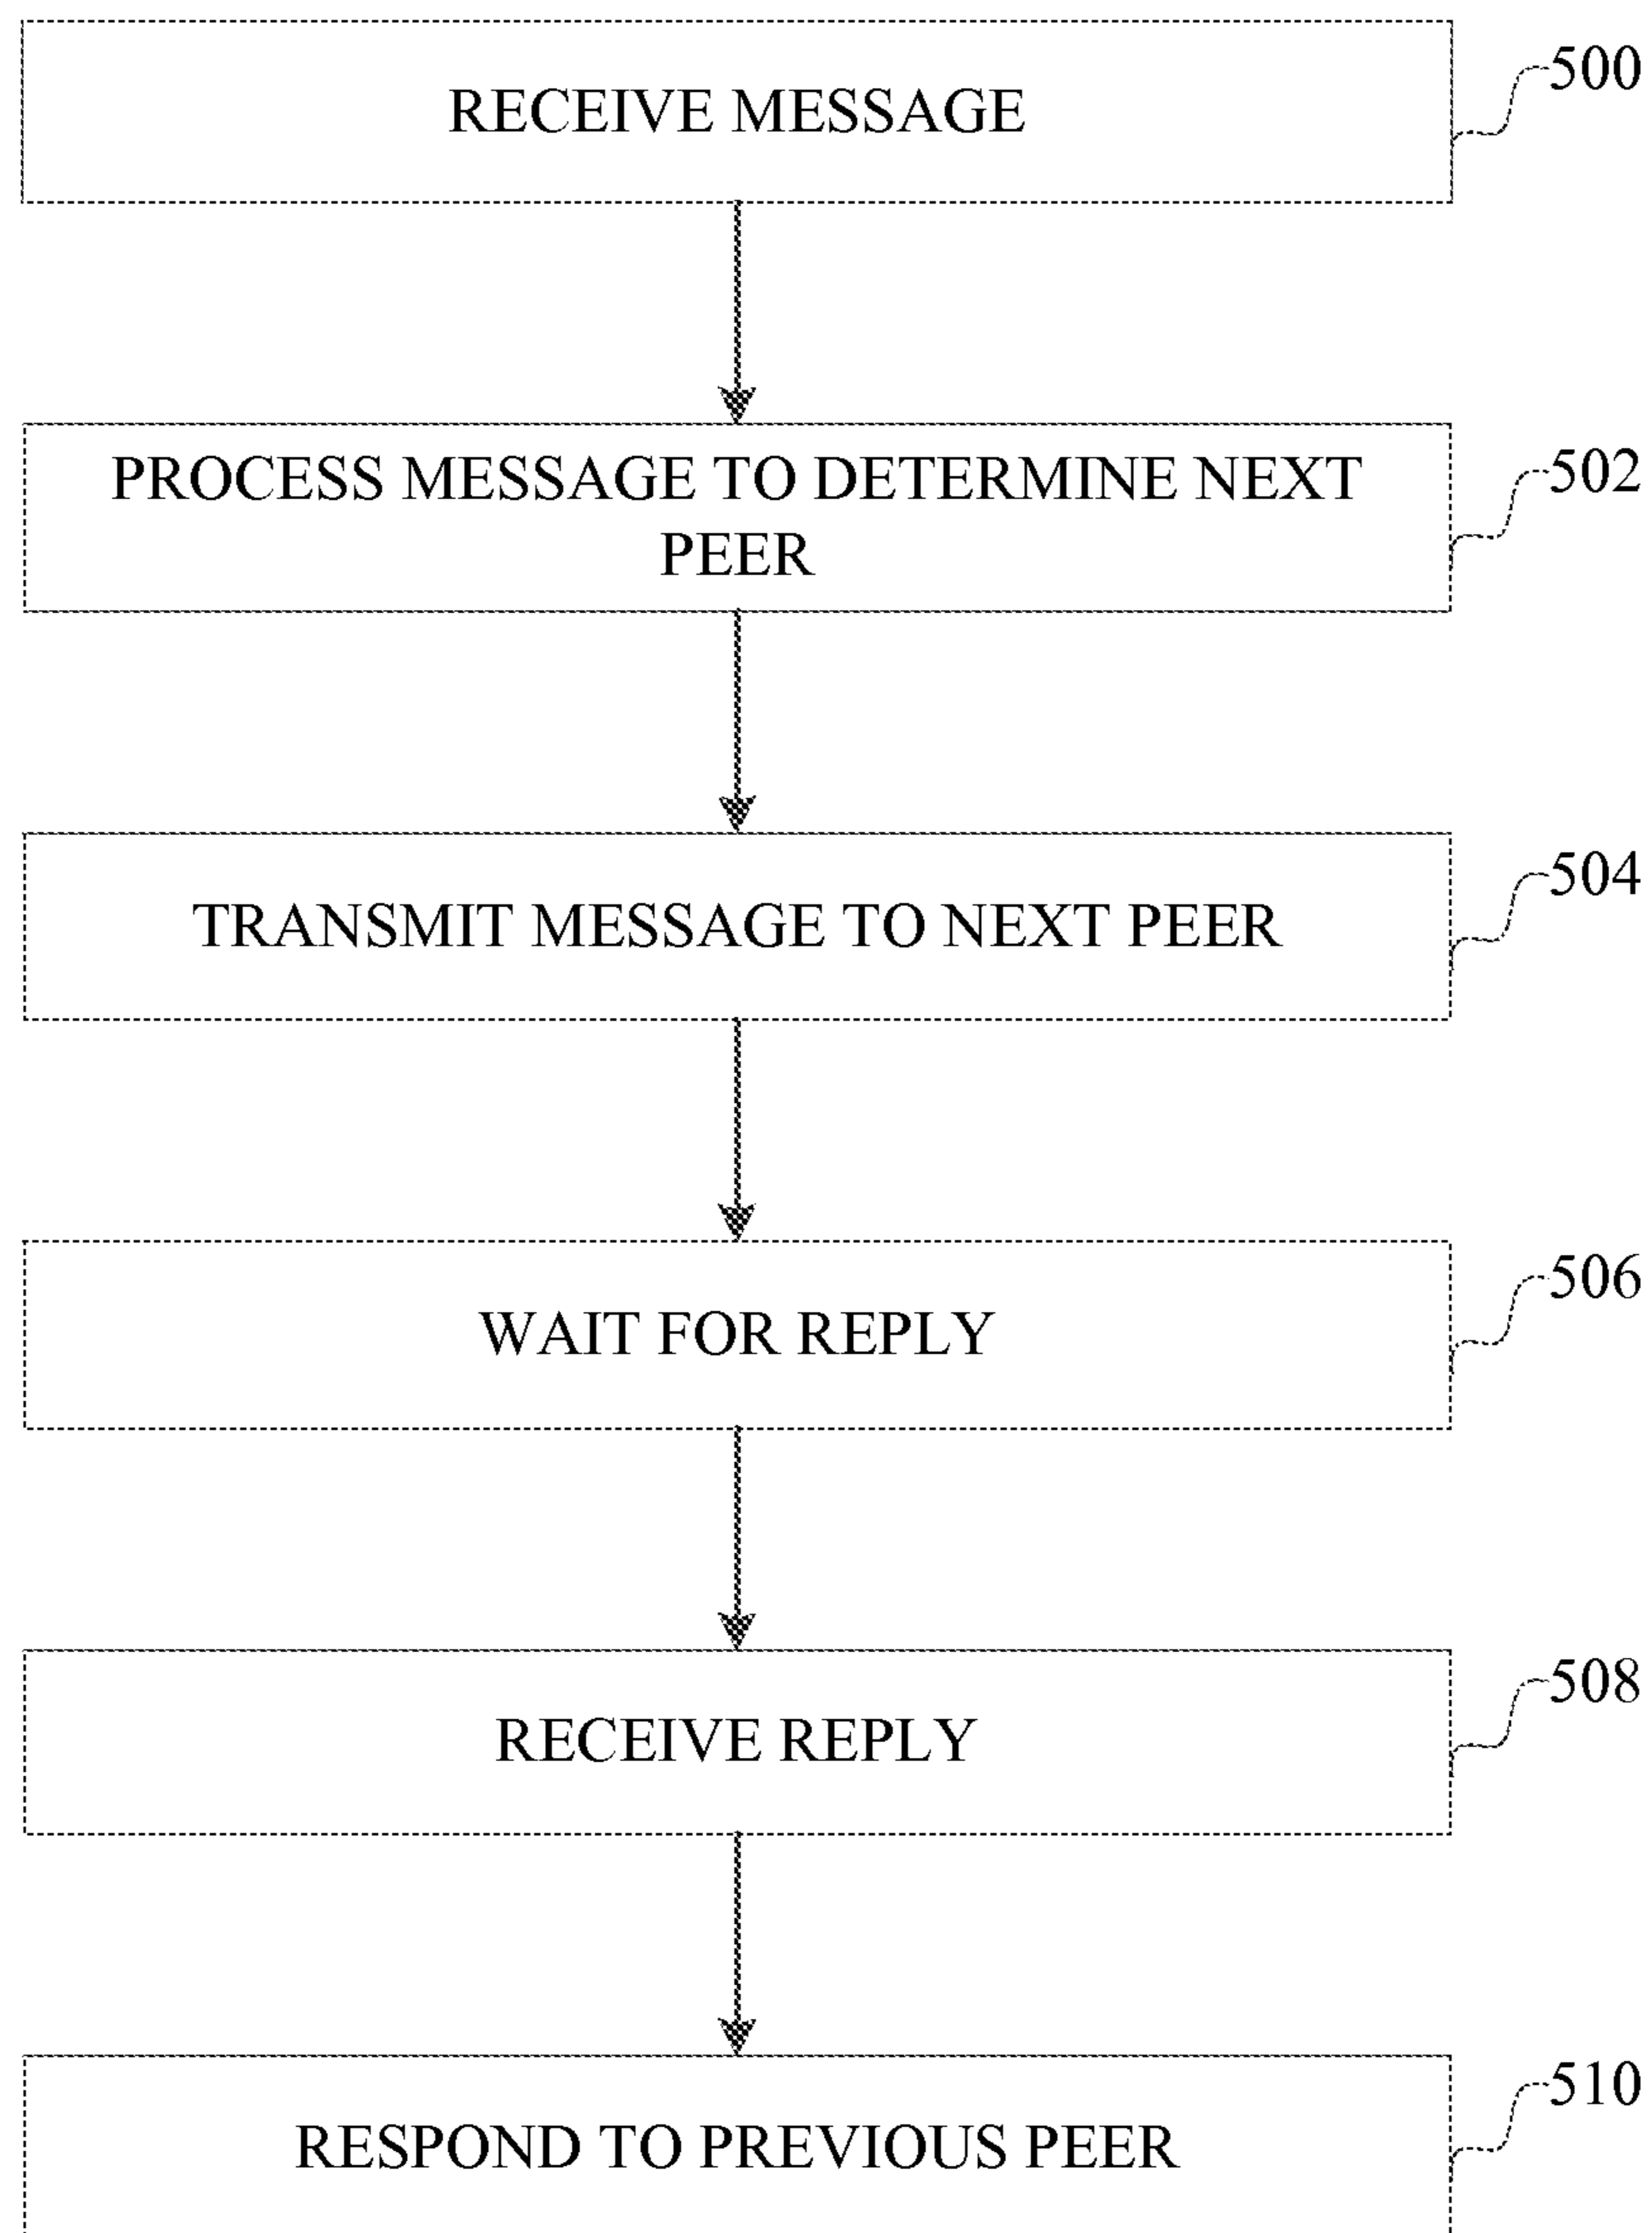 RECEIVE MESSAGE
500
PROCESS MESSAGE TO DETERMINE NEXT
PEER
502
TRANSMIT MESSAGE TO NEXT PEER
504
WAIT FOR REPLY
506
RECEIVE REPLY
508
RESPOND TO PREVIOUS PEER
510